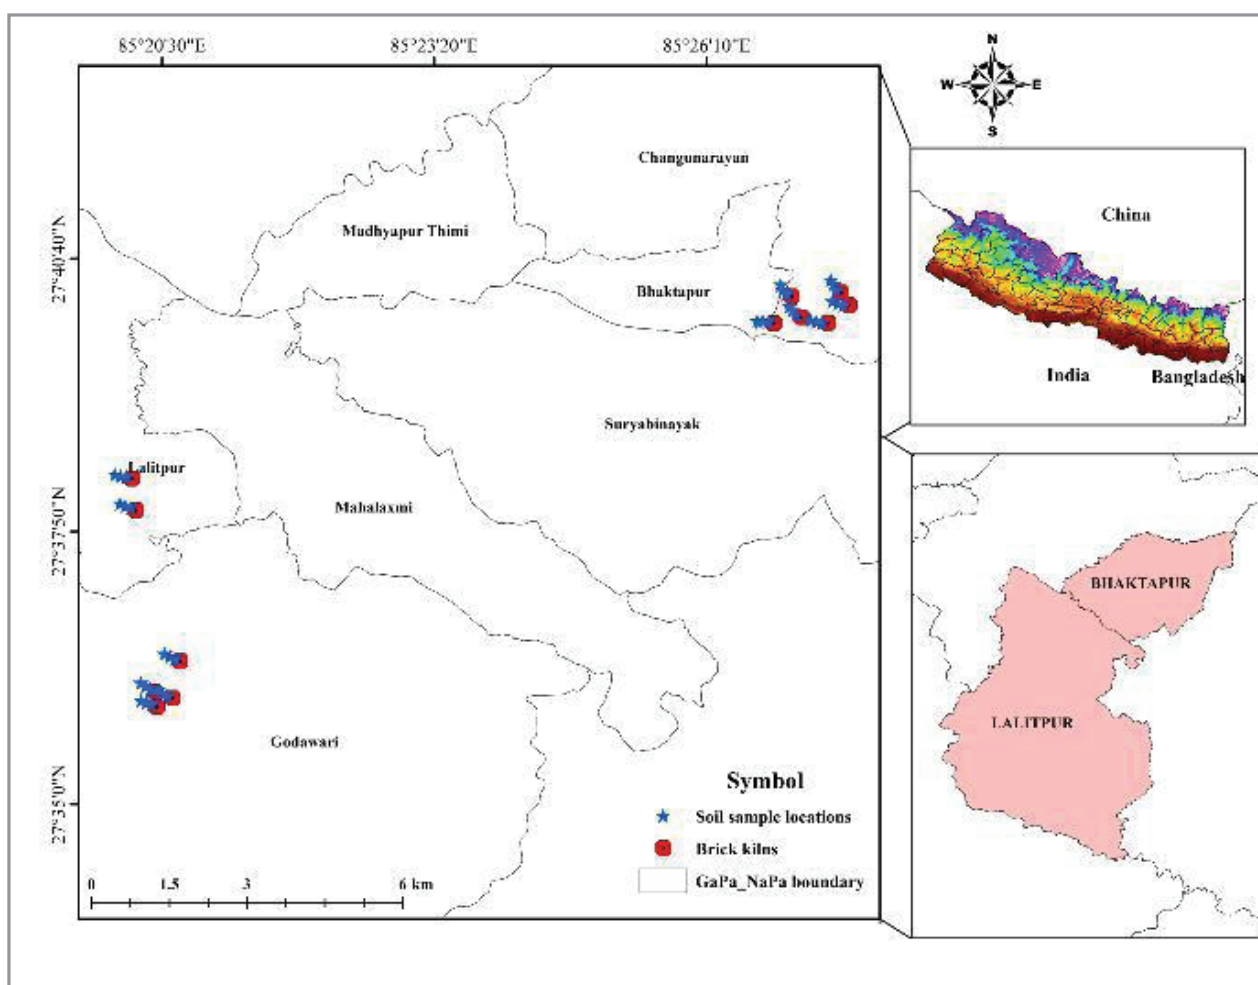 85°20'30"E
85°23'20"E
85°26'10"E
N
W
E
S
Changunarayan
China
Madhyapur Thimi
27°40'40"N
Bhaktapur
India
Bangladesh
Suryabinayak
Lalitpur
Mahalaxmi
27°37'50"N
BHAKTAPUR
LALITPUR
Godawari
27°35'0"N
Symbol
Soil sample locations
Brick kilns
GaPa_NaPa boundary
0 1.5 3 6 km